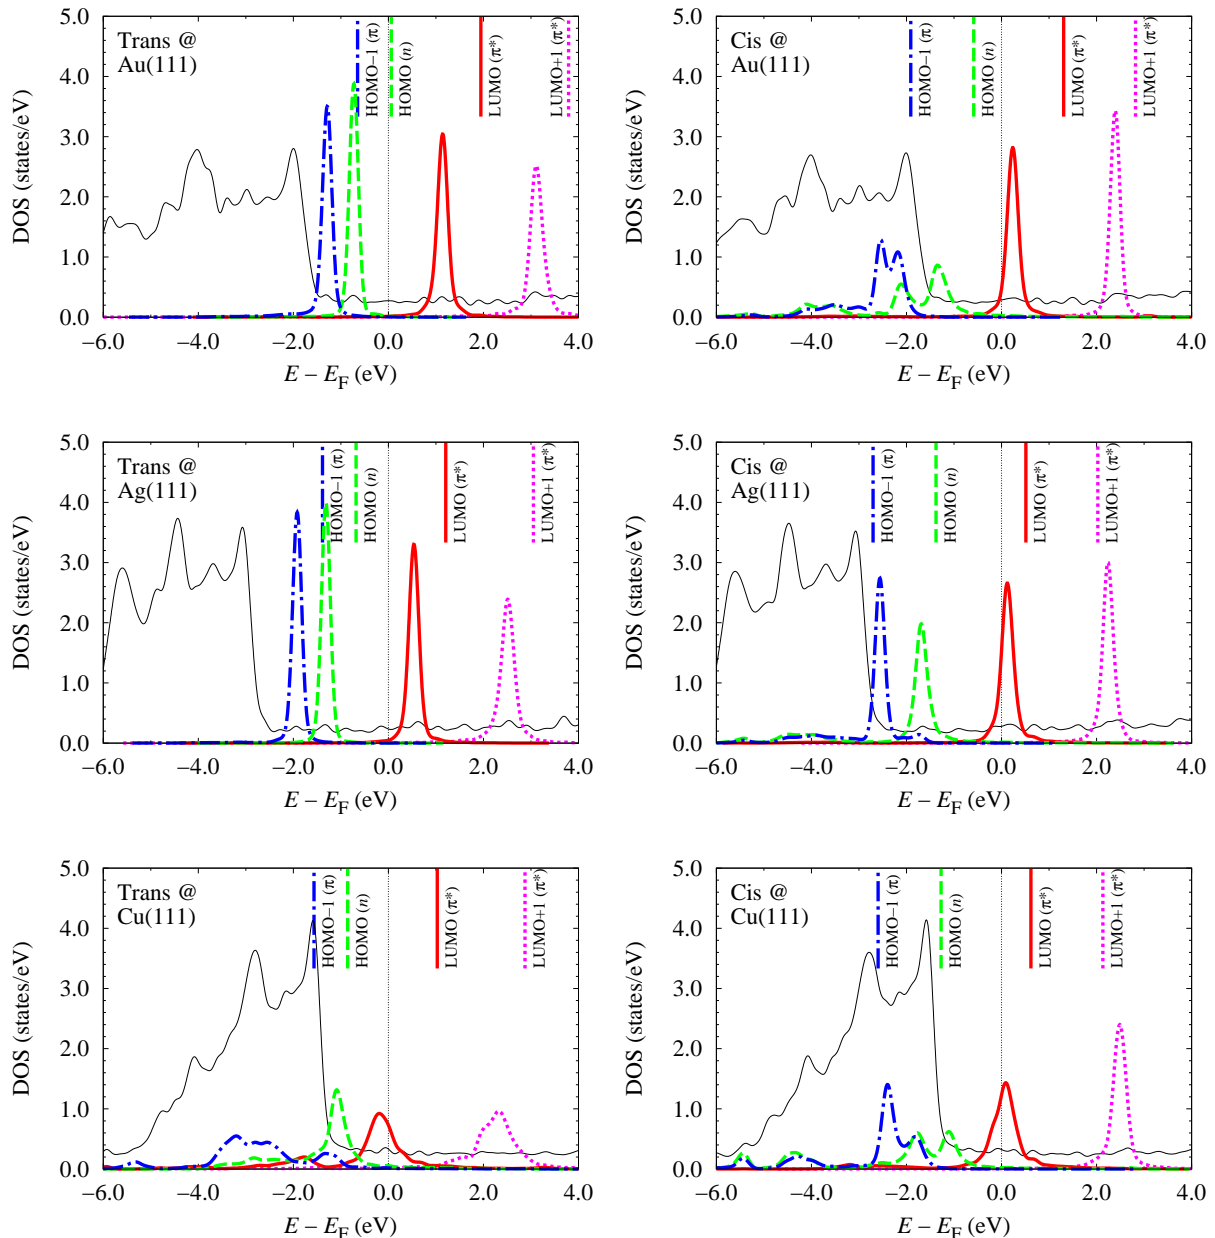 Trans @
Au(111)
HOMO−1 (π)
HOMO (n)
LUMO (π*)
LUMO+1 (π*)
DOS (states/eV)
5.0
4.0
3.0
2.0
1.0
0.0
−6.0 −4.0 −2.0 0.0 2.0 4.0
E – E_F (eV)
Cis @
Au(111)
HOMO−1 (π)
HOMO (n)
LUMO (π*)
LUMO+1 (π*)
DOS (states/eV)
5.0
4.0
3.0
2.0
1.0
0.0
−6.0 −4.0 −2.0 0.0 2.0 4.0
E – E_F (eV)
Trans @
Ag(111)
HOMO−1 (π)
HOMO (n)
LUMO (π*)
LUMO+1 (π*)
DOS (states/eV)
5.0
4.0
3.0
2.0
1.0
0.0
−6.0 −4.0 −2.0 0.0 2.0 4.0
E – E_F (eV)
Cis @
Ag(111)
HOMO−1 (π)
HOMO (n)
LUMO (π*)
LUMO+1 (π*)
DOS (states/eV)
5.0
4.0
3.0
2.0
1.0
0.0
−6.0 −4.0 −2.0 0.0 2.0 4.0
E – E_F (eV)
Trans @
Cu(111)
HOMO−1 (π)
HOMO (n)
LUMO (π*)
LUMO+1 (π*)
DOS (states/eV)
5.0
4.0
3.0
2.0
1.0
0.0
−6.0 −4.0 −2.0 0.0 2.0 4.0
E – E_F (eV)
Cis @
Cu(111)
HOMO−1 (π)
HOMO (n)
LUMO (π*)
LUMO+1 (π*)
DOS (states/eV)
5.0
4.0
3.0
2.0
1.0
0.0
−6.0 −4.0 −2.0 0.0 2.0 4.0
E – E_F (eV)